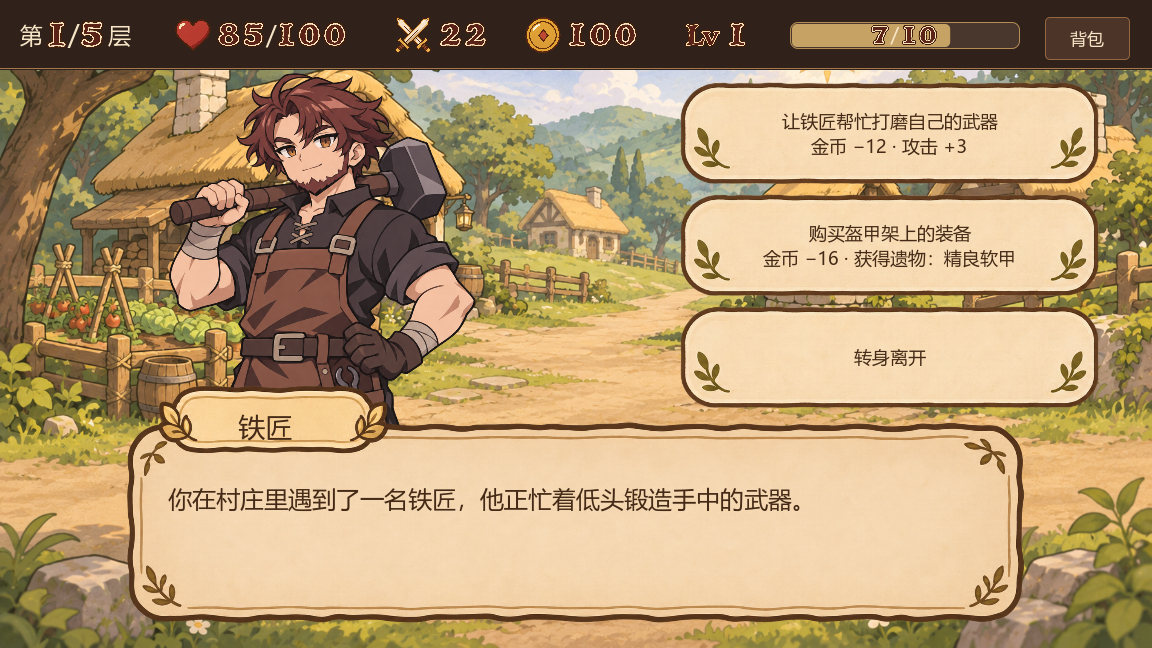 第1/5层 85/100 22 100 Lv 1 7/10 背包
让铁匠帮忙打磨自己的武器
金币 −12 · 攻击 +3
购买盔甲架上的装备
金币 −16 · 获得遗物：精良软甲
转身离开
铁匠
你在村庄里遇到了一名铁匠，他正忙着低头锻造手中的武器。